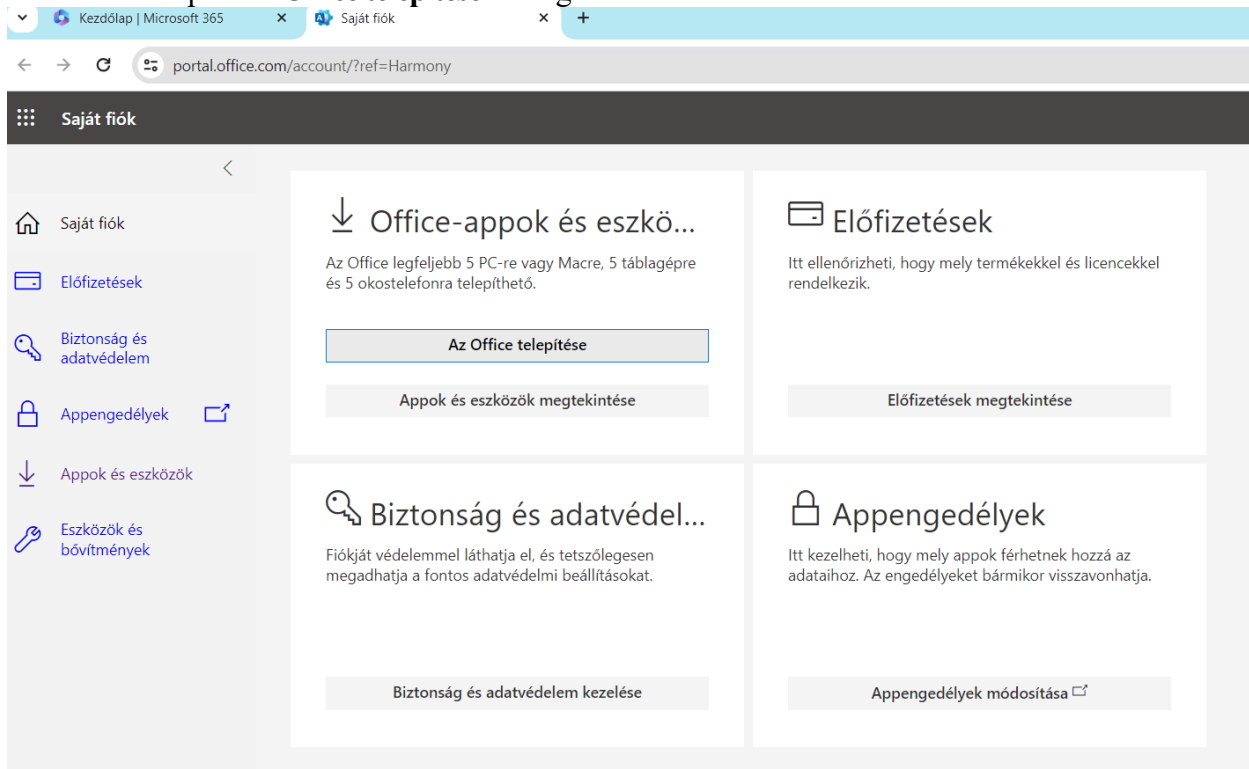 Kezdőlap | Microsoft 365
Saját fiók
portal.office.com/account/?ref=Harmony
Saját fiók
Saját fiók
Előfizetések
Biztonság és
adatvédelem
Appengedélyek
Appok és eszközök
Eszközök és
bővítmények
Office-appok és eszkö...
Az Office legfeljebb 5 PC-re vagy Macre, 5 táblagépre
és 5 okostelefonra telepíthető.
Az Office telepítése
Appok és eszközök megtekintése
Előfizetések
Itt ellenőrizheti, hogy mely termékekkel és licencekkel
rendelkezik.
Előfizetések megtekintése
Biztonság és adatvédel...
Fiókját védelemmel láthatja el, és tetszőlegesen
megadhatja a fontos adatvédelmi beállításokat.
Biztonság és adatvédelem kezelése
Appengedélyek
Itt kezelheti, hogy mely appok férhetnek hozzá az
adataihoz. Az engedélyeket bármikor visszavonhatja.
Appengedélyek módosítása